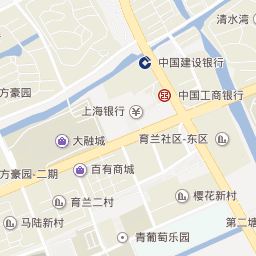 清水湾
中国建设银行
方豪园
中国工商银行
上海银行
育兰社区-东区
大融城
百有商城
方豪园-二期
樱花新村
育兰二村
马陆新村
第二塘
青葡萄乐园